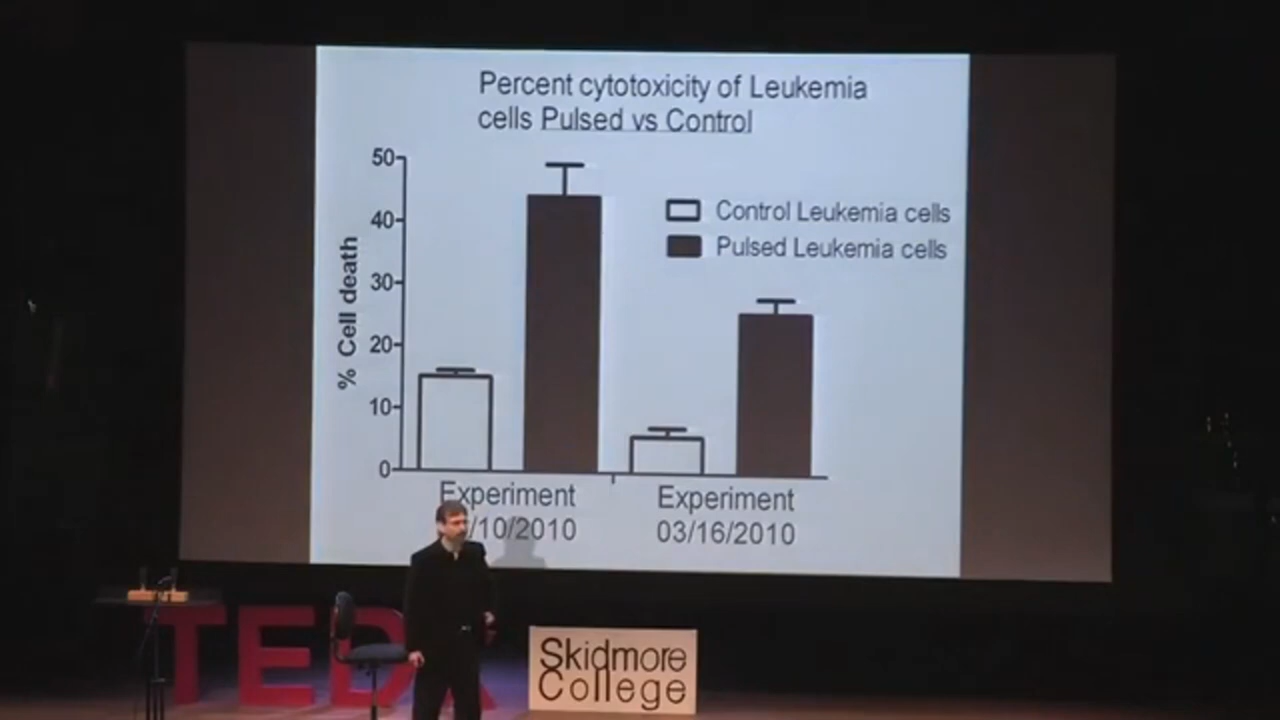 Percent cytotoxicity of Leukemia
cells Pulsed vs Control
50
40
30
20
10
0
% Cell death
Control Leukemia cells
Pulsed Leukemia cells
Experiment
/10/2010
Experiment
03/16/2010
TEDx
Skidmore
College